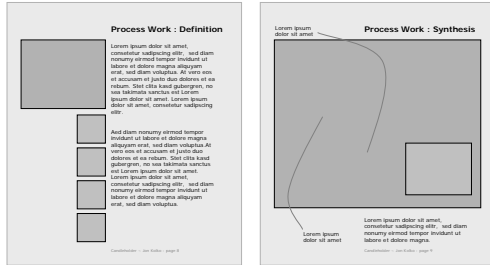 Process Work : Definition
Lorem ipsum dolor sit amet,
consetetur sadipscing elitr,  sed diam
nonumy eirmod tempor invidunt ut
labore et dolore magna aliquyam
erat, sed diam voluptua. At vero eos
et accusam et justo duo dolores et ea
rebum. Stet clita kasd gubergren, no
sea takimata sanctus est Lorem
ipsum dolor sit amet. Lorem ipsum
dolor sit amet, consetetur sadipscing
elitr.
Aed diam nonumy eirmod tempor
invidunt ut labore et dolore magna
aliquyam erat, sed diam voluptua.At
vero eos et accusam et justo duo
dolores et ea rebum. Stet clita kasd
gubergren, no sea takimata sanctus est
Lorem ipsum dolor sit amet. Lorem
ipsum dolor sit amet, consetetur
sadipscing elitr, sed diam nonumy
eirmod tempor invidunt ut labore et
dolore magna aliquyam erat, sed diam
voluptua.
Process Work : Synthesis
Lorem ipsum
dolor sit amet
Lorem ipsum
dolor sit amet
Lorem ipsum dolor sit amet,
consetetur sadipscing elitr, sed diam
nonumy eirmod tempor invidunt ut
labore et dolore magna.